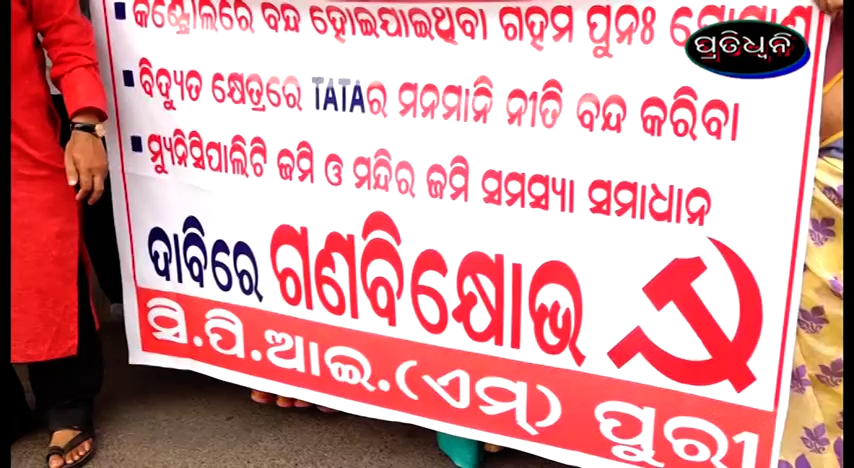 କଣ୍ଟ୍ରୋଲରେ ବନ୍ଦ ହୋଇଯାଇଥିବା ଗହମ ପୁନଃ
ପ୍ରତିଧ୍ୱନି
ବିଦ୍ୟୁତ କ୍ଷେତ୍ରରେ TATAର ମନମାନି ନୀତି ବନ୍ଦ କରିବା
ମ୍ୟୁନିସିପାଲିଟି ଜମି ଓ ମନ୍ଦିର ଜମି ସମସ୍ୟା ସମାଧାନ
ଦାବିରେ ଗଣବିକ୍ଷୋଭ
ସି.ପି.ଆଇ.(ଏମ୍) ପୁରୀ